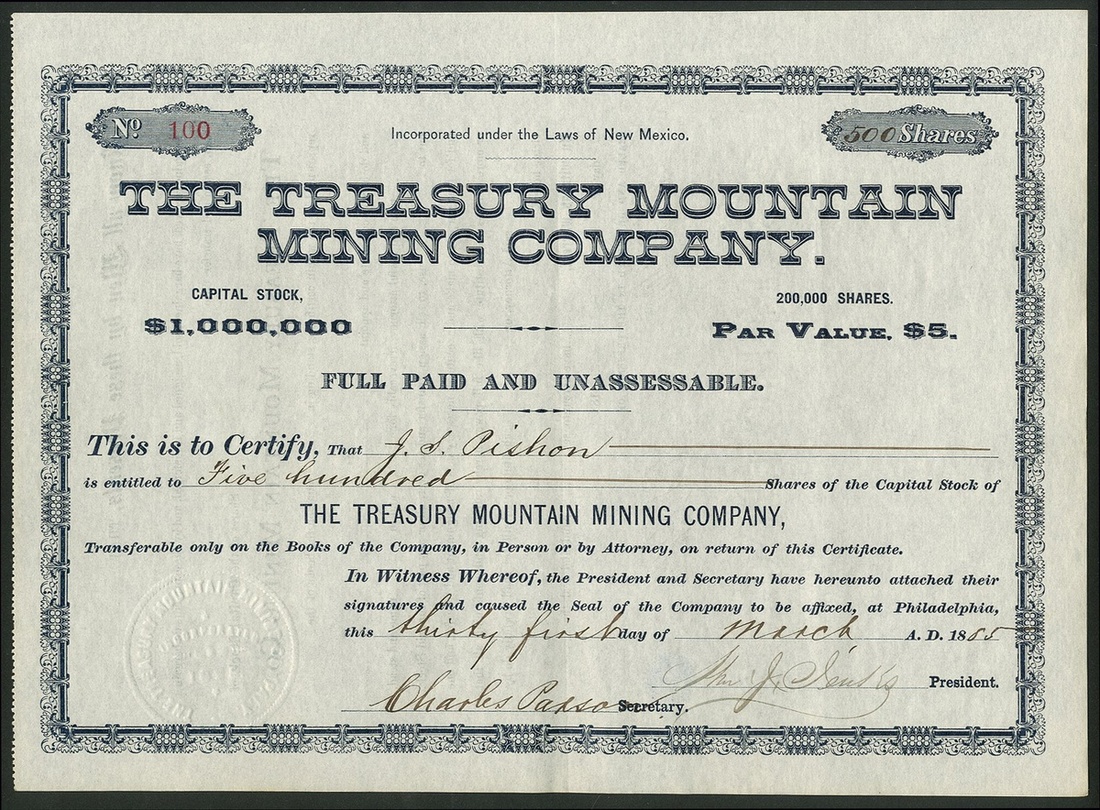 Nº 100
Incorporated under the Laws of New Mexico.
500 Shares
THE TREASURY MOUNTAIN
MINING COMPANY.
CAPITAL STOCK,
$1,000,000
200,000 SHARES.
PAR VALUE, $5.
FULL PAID AND UNASSESSABLE.
This is to Certify, That J. S. Pishon
is entitled to Five hundred Shares of the Capital Stock of
THE TREASURY MOUNTAIN MINING COMPANY,
Transferable only on the Books of the Company, in Person or by Attorney, on return of this Certificate.
In Witness Whereof, the President and Secretary have hereunto attached their
signatures and caused the Seal of the Company to be affixed, at Philadelphia,
this thirty first day of March A. D. 1885
J. President.
Charles Secretary.